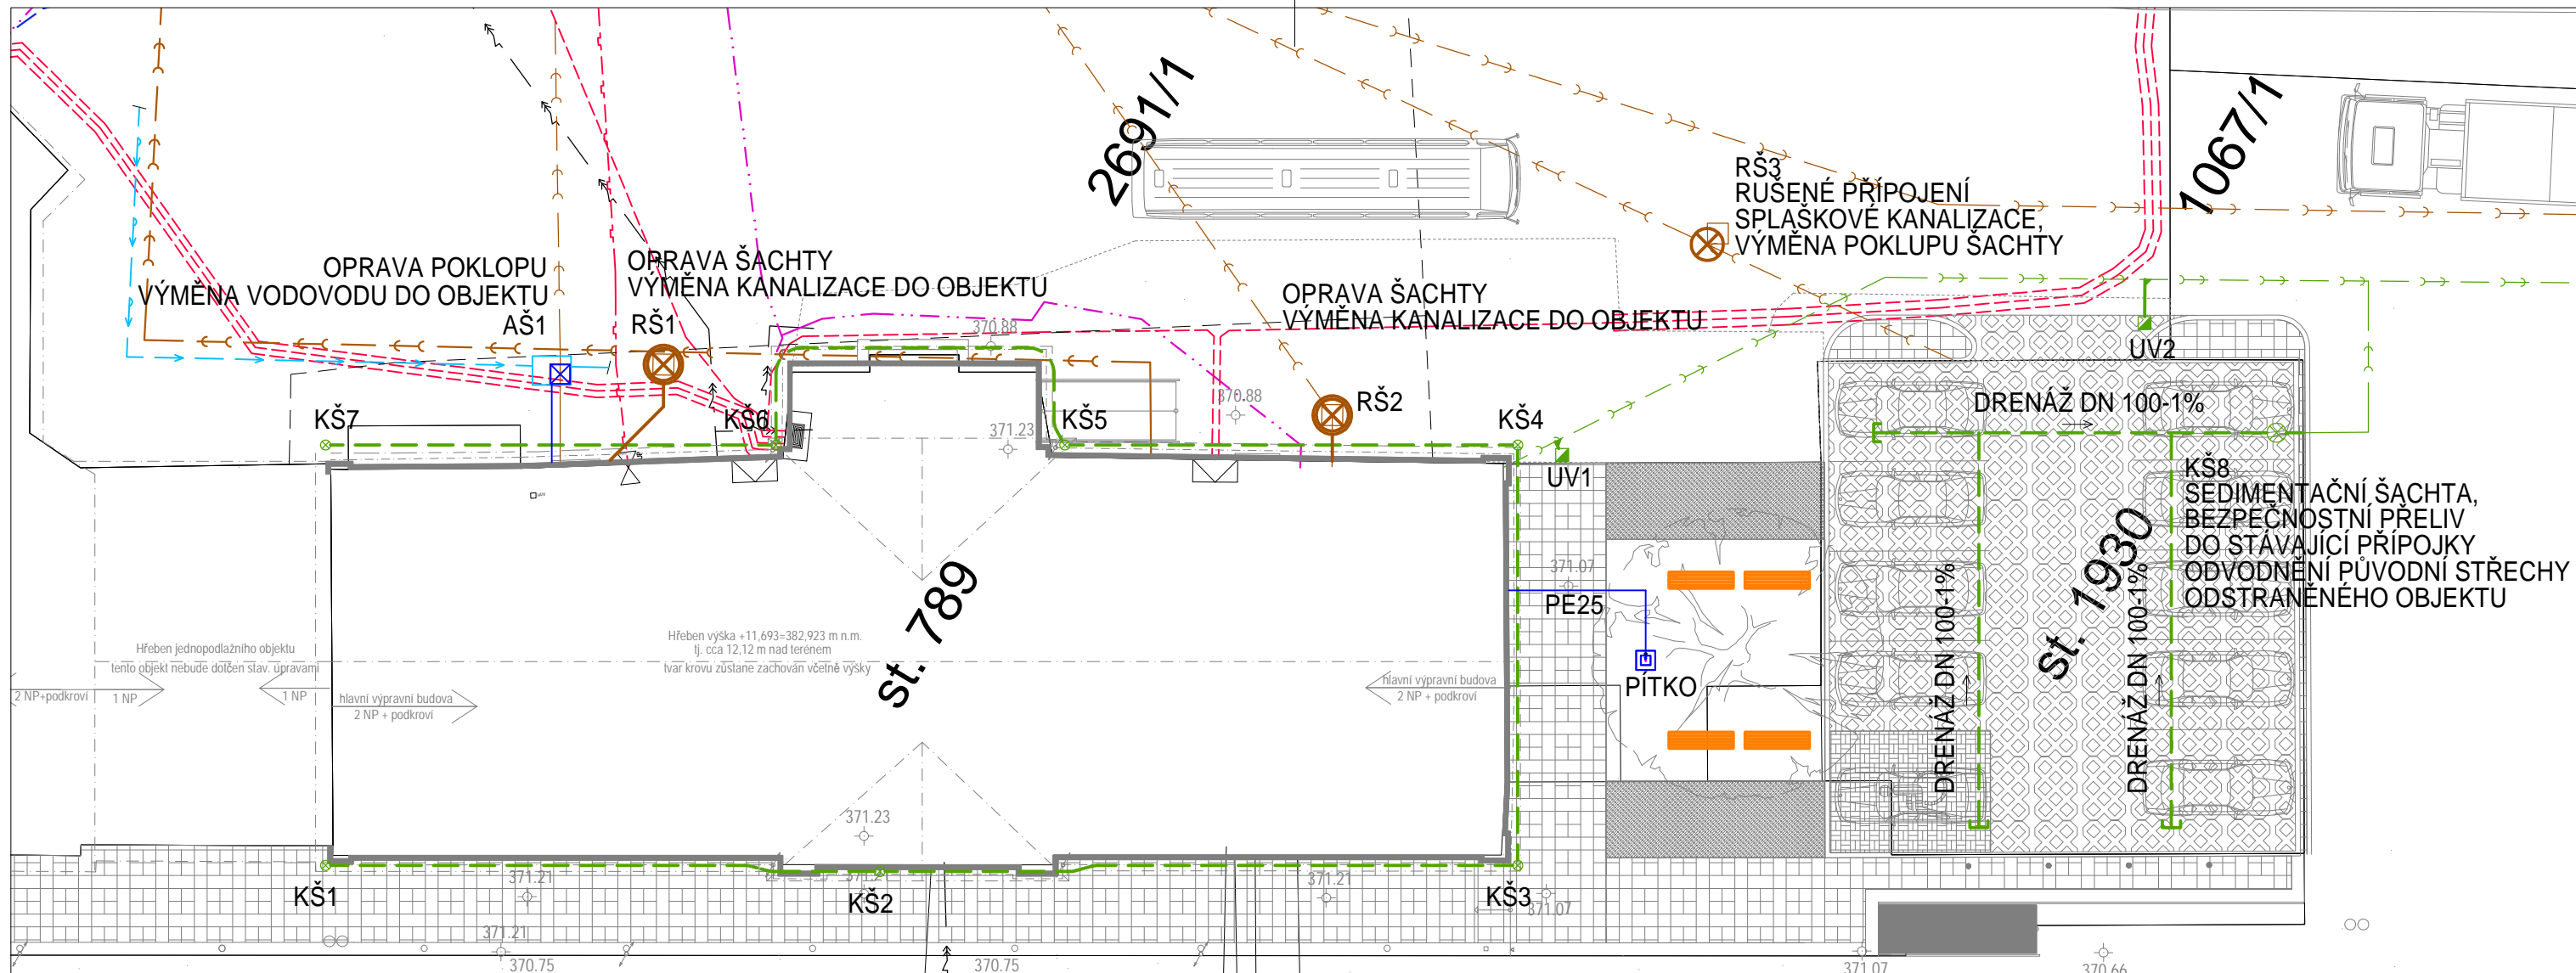 2691/1
1067/1
RŠ3
RUŠENÉ PŘÍPOJENÍ
SPLAŠKOVÉ KANALIZACE,
VÝMĚNA POKLUPU ŠACHTY
OPRAVA POKLOPU
VÝMĚNA VODOVODU DO OBJEKTU
AŠ1
OPRAVA ŠACHTY
VÝMĚNA KANALIZACE DO OBJEKTU
RŠ1
OPRAVA ŠACHTY
VÝMĚNA KANALIZACE DO OBJEKTU
370.88
UV2
370.88
RŠ2
DRENÁŽ DN 100-1%
KŠ7
KŠ6
KŠ5
371.23
KŠ4
UV1
KŠ8
SEDIMENTAČNÍ ŠACHTA,
BEZPEČNOSTNÍ PŘELIV
DO STÁVAJÍCÍ PŘÍPOJKY
ODVODNĚNÍ PŮVODNÍ STŘECHY
ODSTRANĚNÉHO OBJEKTU
371.07
PE25
PÍTKO
DRENÁŽ DN 100-1%
DRENÁŽ DN 100-1%
st. 1930
st. 789
Hřeben jednopodlažního objektu
tento objekt nebude dotčen stav. úpravami
Hřeben výška +11,693=382,923 m n.m.
tj. cca 12,12 m nad terénem
tvar krovu zůstane zachován včetně výšky
2 NP+podkroví
1 NP
1 NP
hlavní výpravní budova
2 NP + podkroví
hlavní výpravní budova
2 NP + podkroví
371.23
KŠ1
371.21
KŠ2
371.21
KŠ3
371.07
371.21
370.75
370.75
371.07
370.66